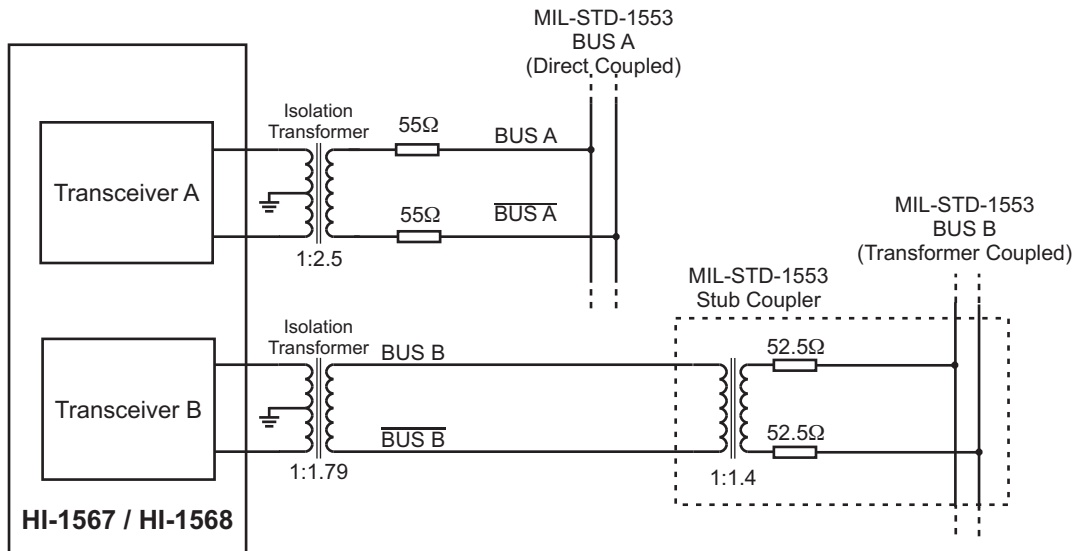 MIL-STD-1553
BUS A
(Direct Coupled)
Isolation
Transformer
55Ω
BUS A
Transceiver A
55Ω
BUS A
1:2.5
MIL-STD-1553
BUS B
(Transformer Coupled)
MIL-STD-1553
Stub Coupler
Isolation
Transformer
BUS B
52.5Ω
Transceiver B
BUS B
52.5Ω
1:1.79
1:1.4
HI-1567 / HI-1568